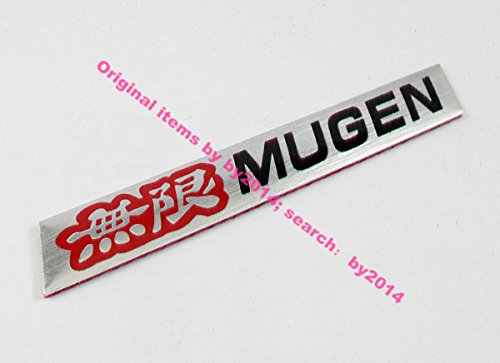 無限 MUGEN
Original items by by2014; search: by2014